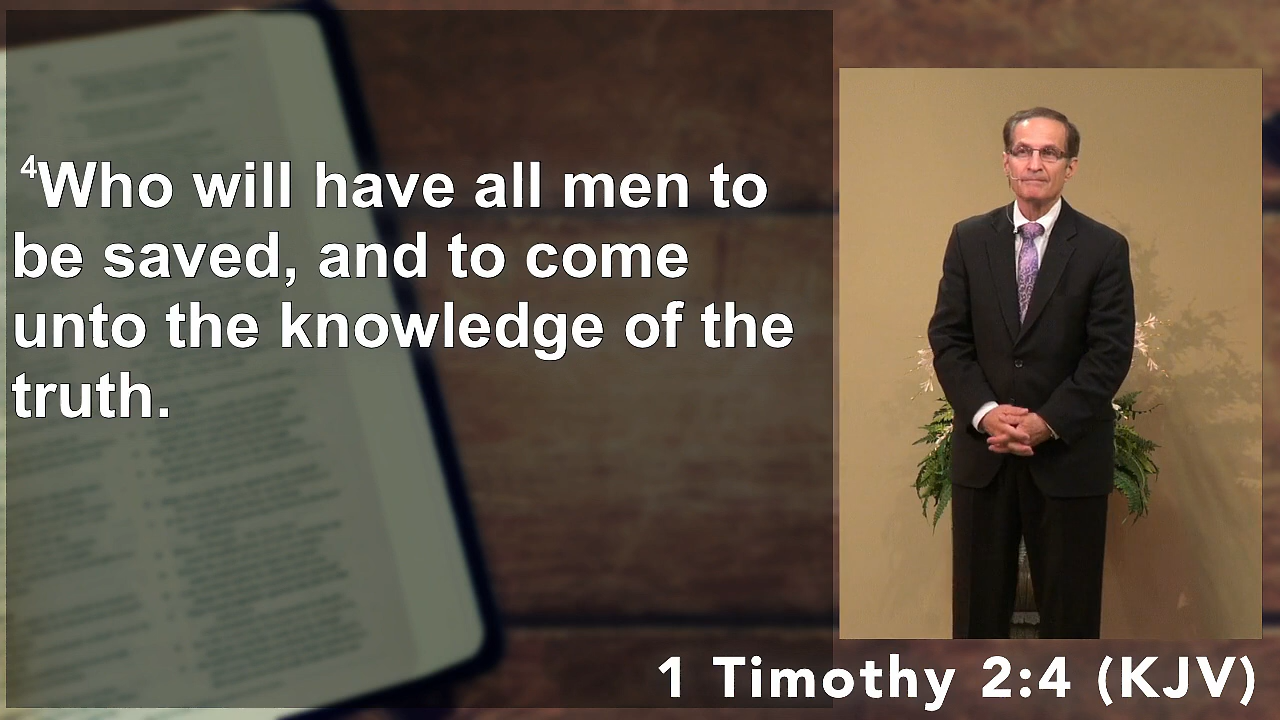 ⁴Who will have all men to
be saved, and to come
unto the knowledge of the
truth.
1 Timothy 2:4 (KJV)